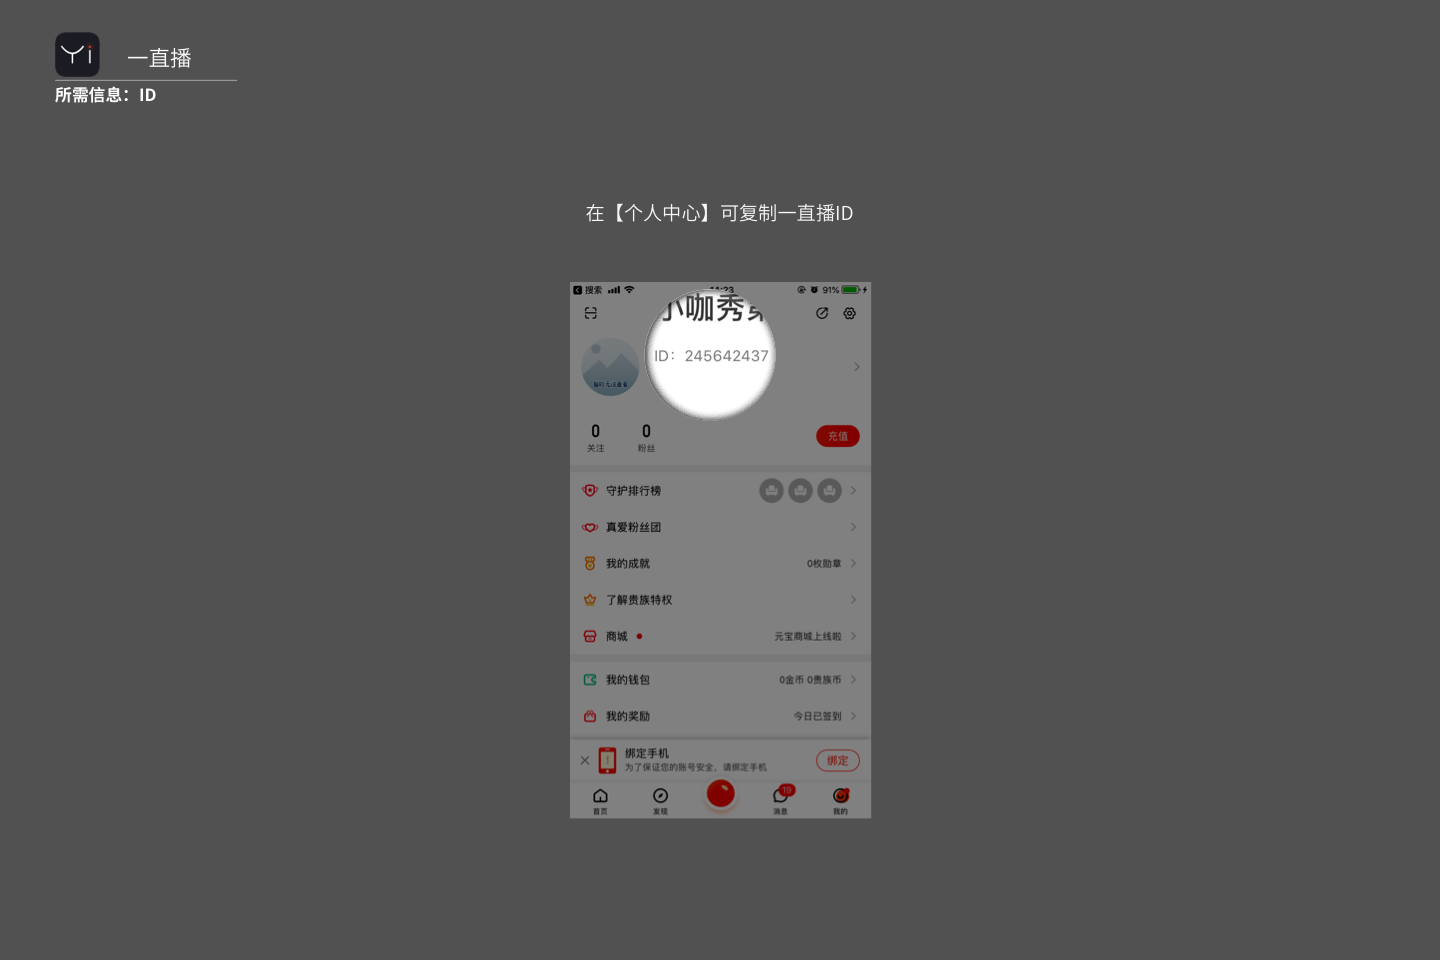 Yi 一直播
所需信息：ID
在【个人中心】可复制一直播ID
搜索 91%
小咖秀
ID：245642437
0 0
关注 粉丝 充值
守护排行榜
真爱粉丝团
我的成就 0枚勋章
了解贵族特权
商城 元宝商城上线啦
我的钱包 0金币 0贵族币
我的奖励 今日已签到
绑定手机
为了保证您的账号安全，请绑定手机 绑定
19
首页 发现 消息 我的